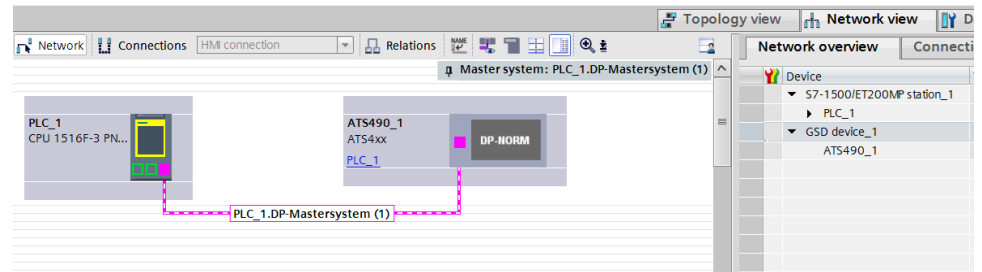 Topology view
Network view
D
Network
Connections
HMI connection
Relations
NAME
Network overview
Connecti
Master system: PLC_1.DP-Mastersystem (1)
Device
S7-1500/ET200MP station_1
PLC_1
GSD device_1
ATS490_1
PLC_1
CPU 1516F-3 PN...
ATS490_1
ATS4xx
PLC_1
DP-NORM
PLC_1.DP-Mastersystem (1)